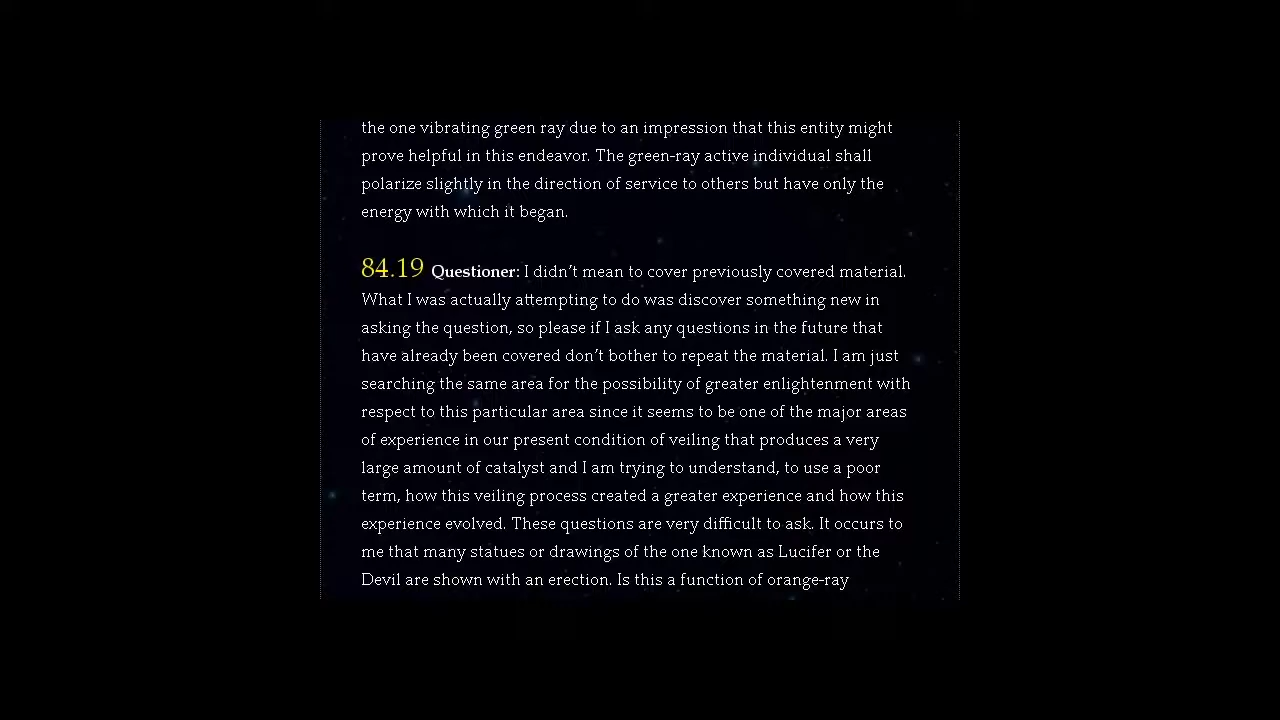 the one vibrating green ray due to an impression that this entity might
prove helpful in this endeavor. The green-ray active individual shall
polarize slightly in the direction of service to others but have only the
energy with which it began.
84.19 Questioner: I didn’t mean to cover previously covered material.
What I was actually attempting to do was discover something new in
asking the question, so please if I ask any questions in the future that
have already been covered don’t bother to repeat the material. I am just
searching the same area for the possibility of greater enlightenment with
respect to this particular area since it seems to be one of the major areas
of experience in our present condition of veiling that produces a very
large amount of catalyst and I am trying to understand, to use a poor
term, how this veiling process created a greater experience and how this
experience evolved. These questions are very difficult to ask. It occurs to
me that many statues or drawings of the one known as Lucifer or the
Devil are shown with an erection. Is this a function of orange-ray